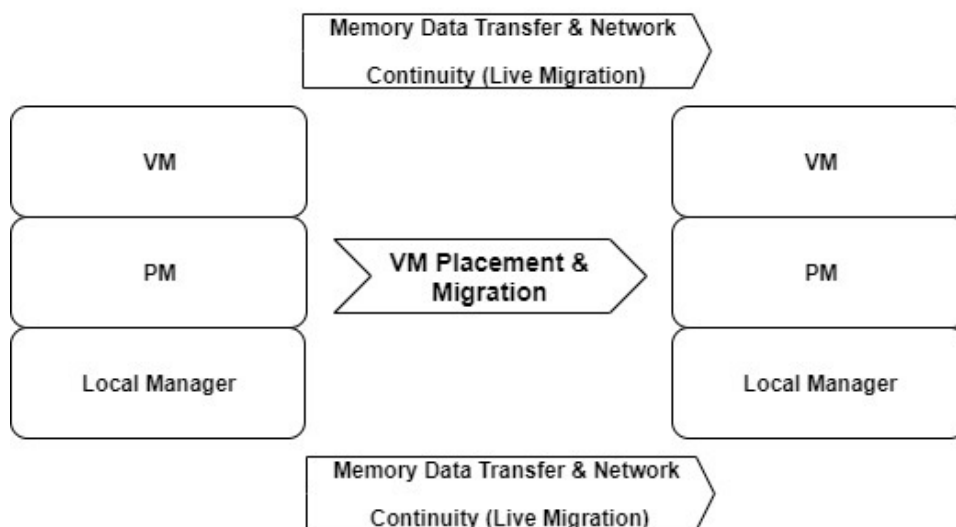 Memory Data Transfer & Network
Continuity (Live Migration)
VM
VM
PM
VM Placement &
Migration
PM
Local Manager
Local Manager
Memory Data Transfer & Network
Continuity (Live Migration)